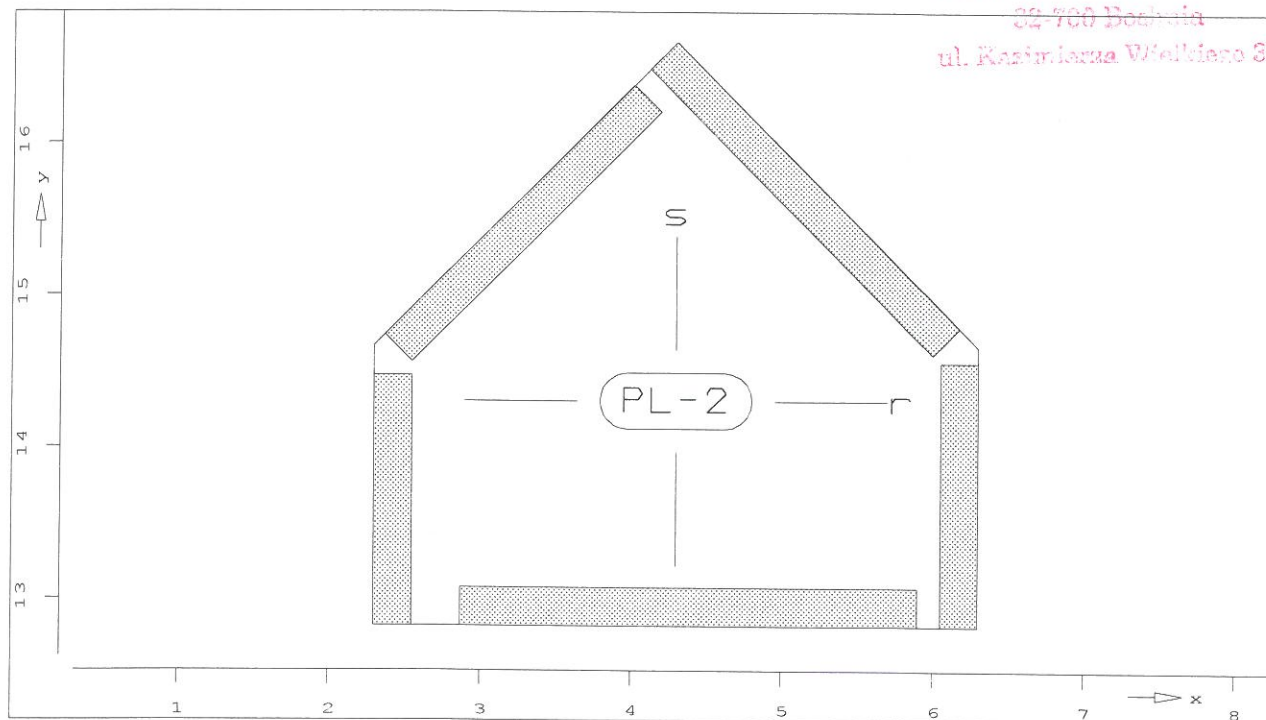 32-700 Bochnia
ul. Kazimierza Wielkiego 3
16
y
s
15
PL-2
r
14
13
1 2 3 4 5 6 7 x 8